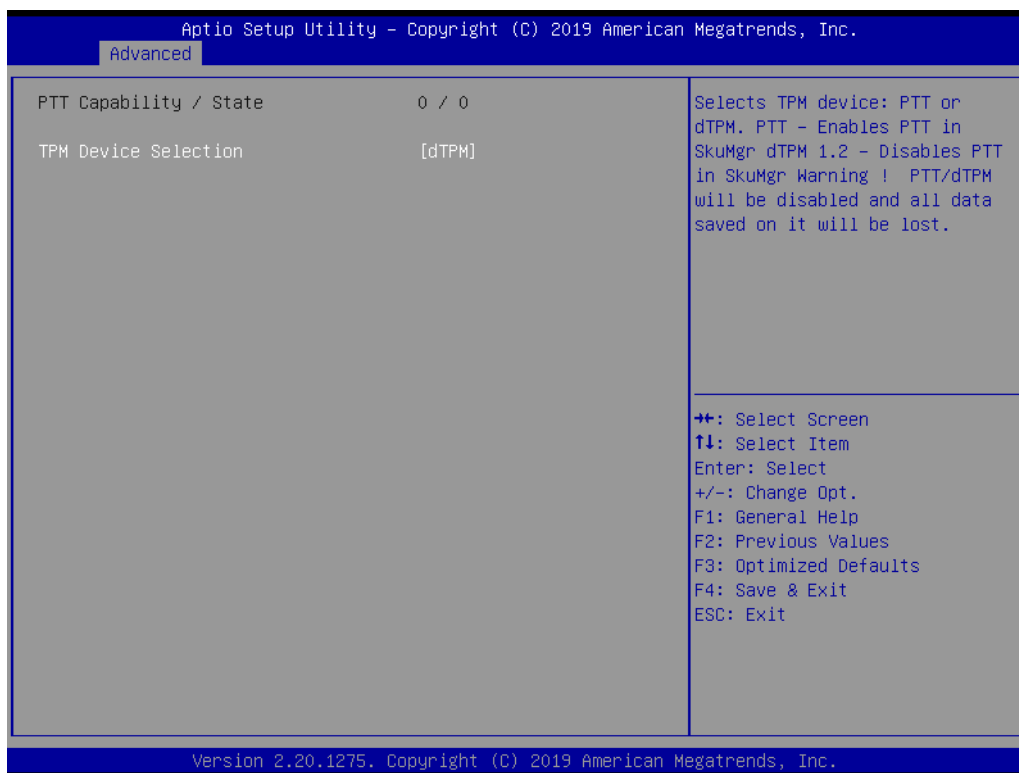 Aptio Setup Utility – Copyright (C) 2019 American Megatrends, Inc.
Advanced
PTT Capability / State 0 / 0
TPM Device Selection [dTPM]
Selects TPM device: PTT or
dTPM. PTT – Enables PTT in
SkuMgr dTPM 1.2 – Disables PTT
in SkuMgr Warning ! PTT/dTPM
will be disabled and all data
saved on it will be lost.
→←: Select Screen
↑↓: Select Item
Enter: Select
+/-: Change Opt.
F1: General Help
F2: Previous Values
F3: Optimized Defaults
F4: Save & Exit
ESC: Exit
Version 2.20.1275. Copyright (C) 2019 American Megatrends, Inc.